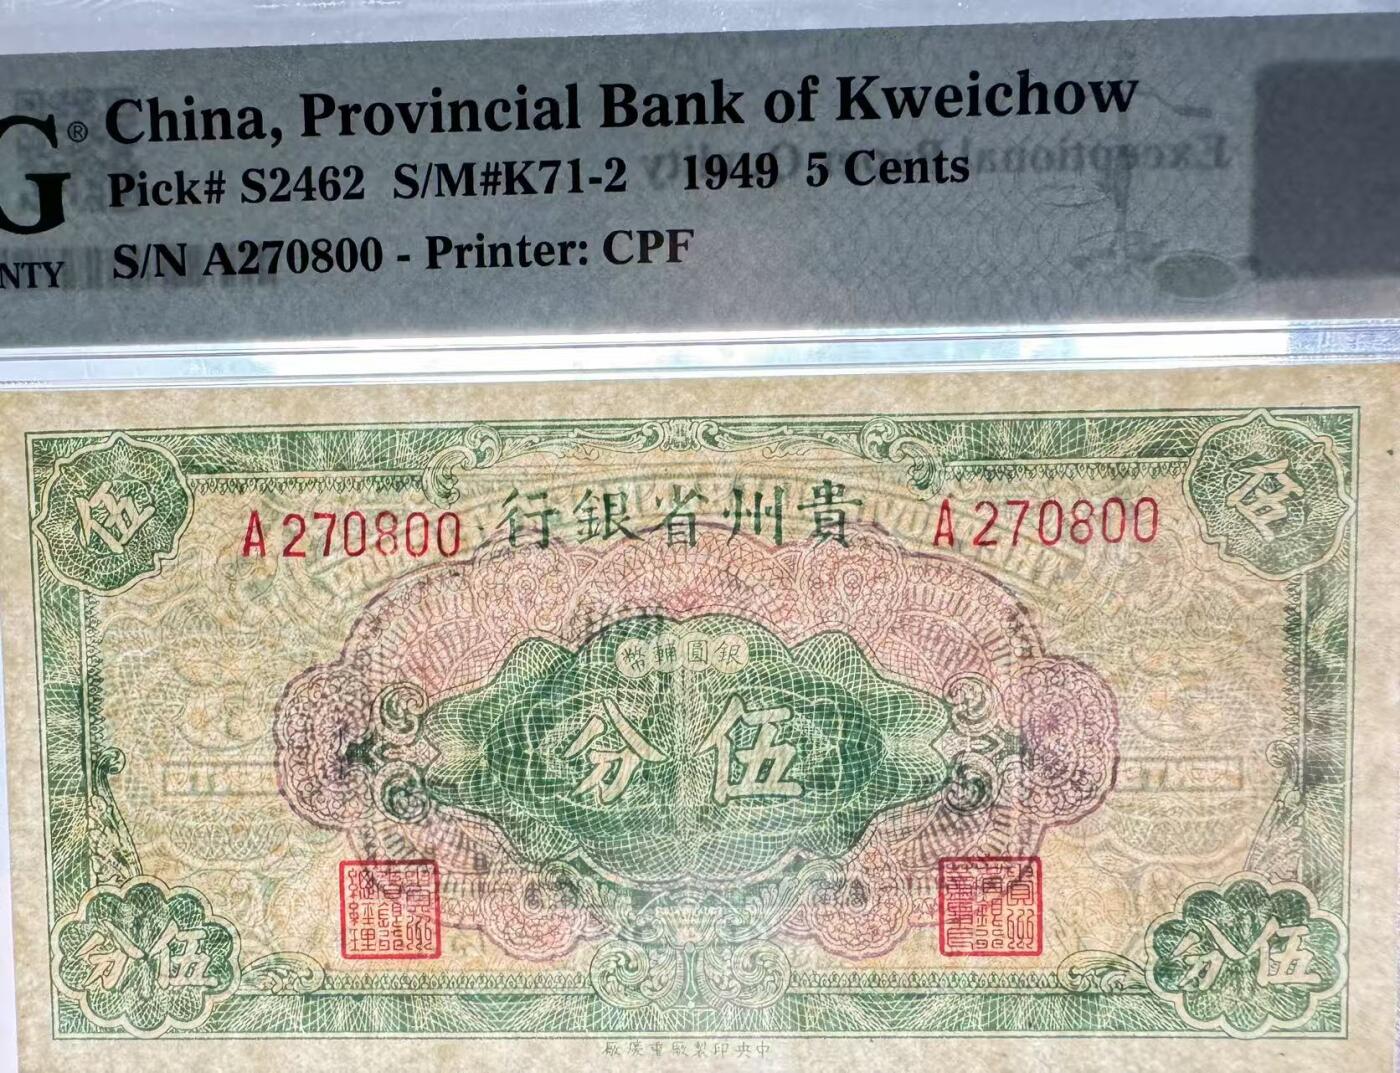 G®
NTY
China, Provincial Bank of Kweichow
Pick# S2462 S/M#K71-2 1949 5 Cents
S/N A270800 - Printer: CPF
伍
伍
A270800
貴州省銀行
A270800
銀圓輔幣
伍分
伍分
伍分
中央印製廠重慶廠